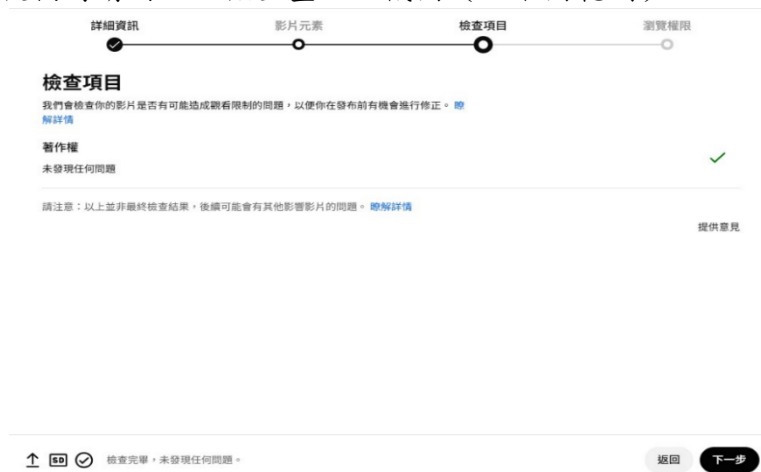 詳細資訊
影片元素
檢查項目
瀏覽權限
檢查項目
我們會檢查你的影片是否有可能造成觀看限制的問題，以便你在發布前有機會進行修正。 瞭
解詳情
著作權
未發現任何問題
請注意：以上並非最終檢查結果，後續可能會有其他影響影片的問題。 瞭解詳情
提供意見
SD
檢查完畢，未發現任何問題。
返回
下一步